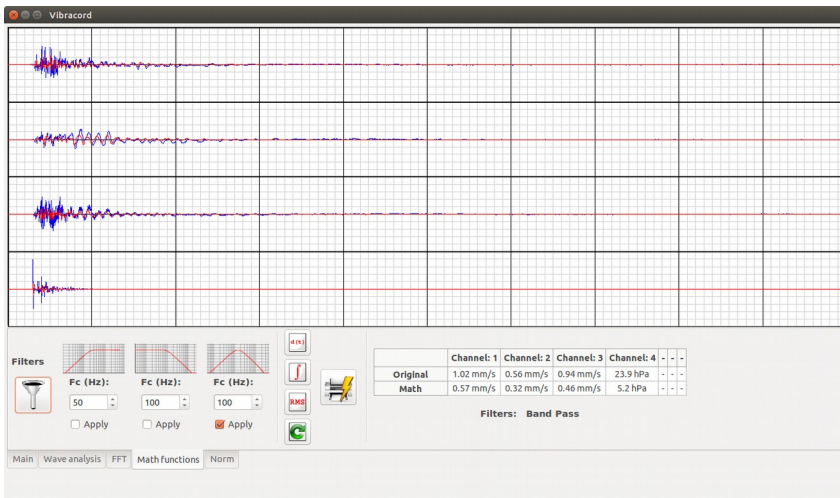 Vibracord
Filters
Fc (Hz):
50
Apply
Fc (Hz):
100
Apply
Fc (Hz):
100
Apply
d(t)
∫
RMS
Channel: 1 Channel: 2 Channel: 3 Channel: 4 - - -
Original 1.02 mm/s 0.56 mm/s 0.94 mm/s 23.9 hPa - - -
Math 0.57 mm/s 0.32 mm/s 0.46 mm/s 5.2 hPa - - -
Filters: Band Pass
Main Wave analysis FFT Math functions Norm